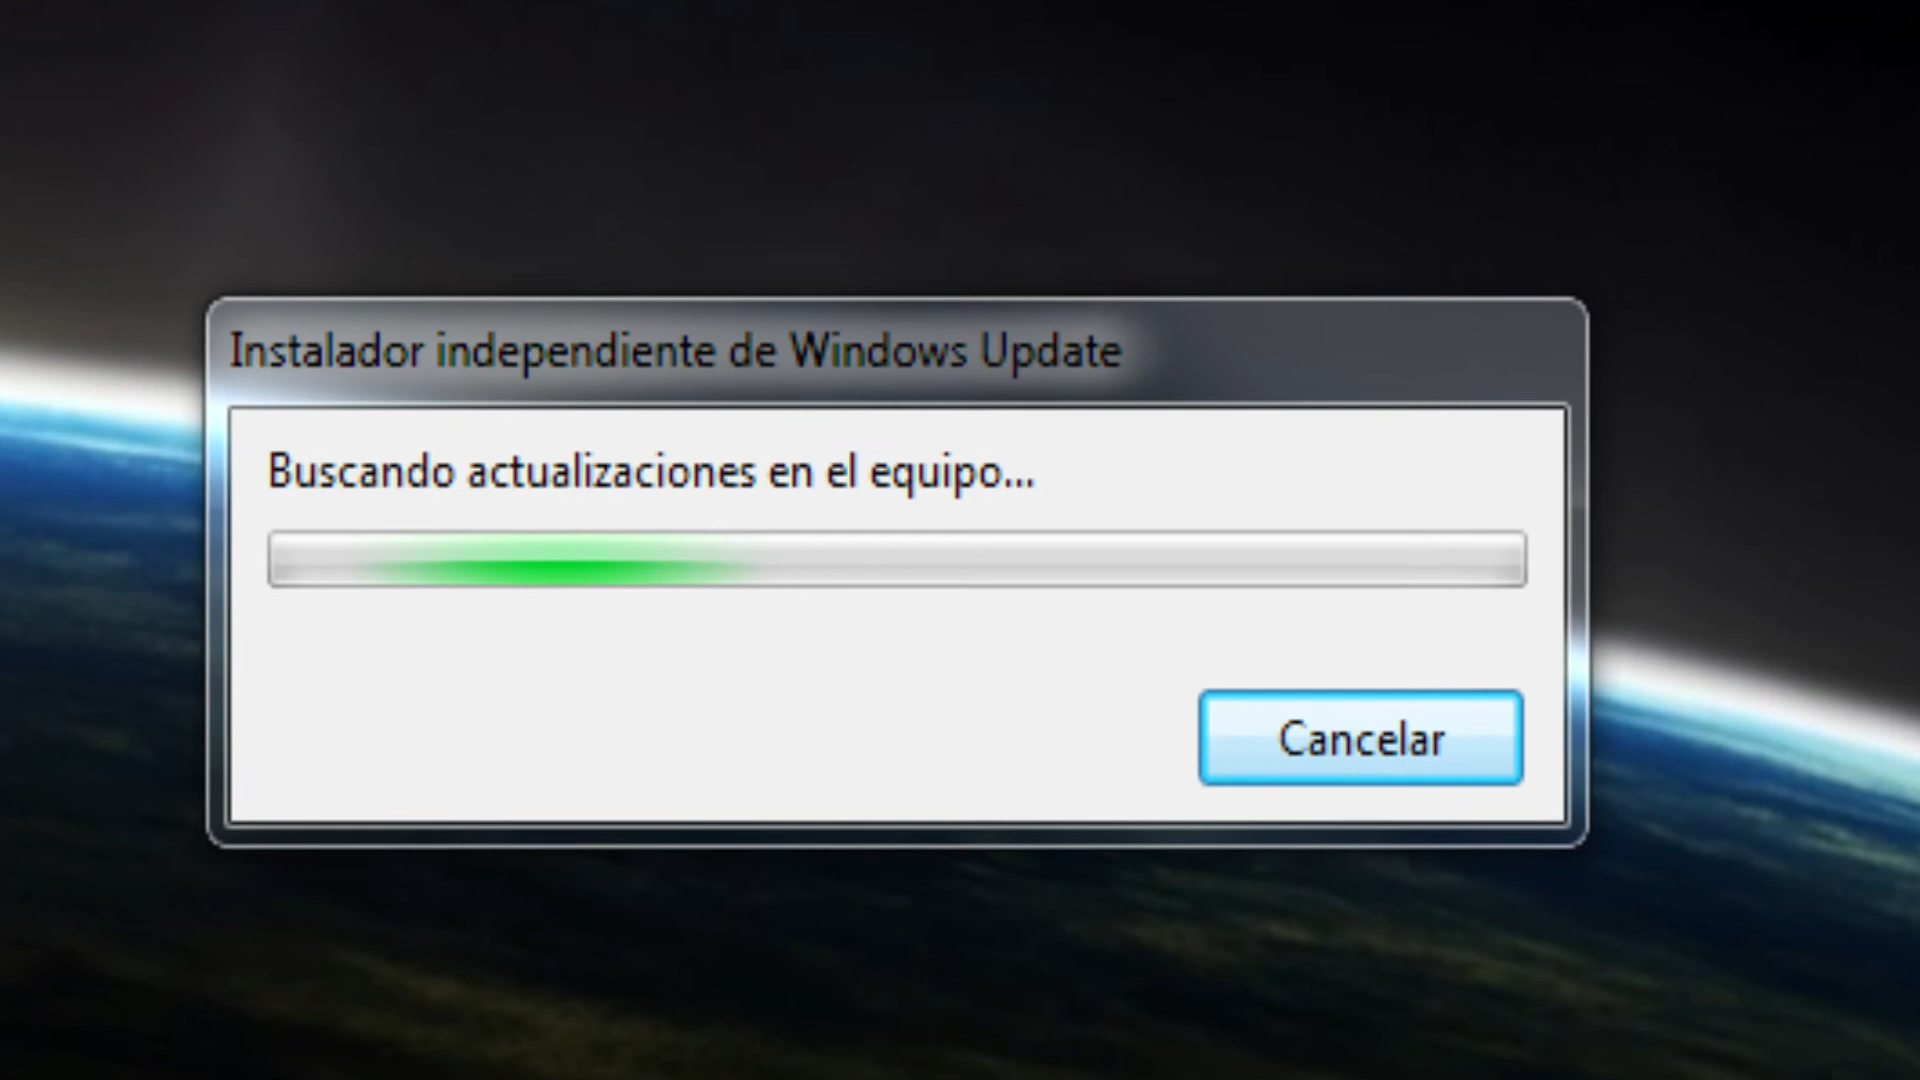 Instalador independiente de Windows Update
Buscando actualizaciones en el equipo...
Cancelar